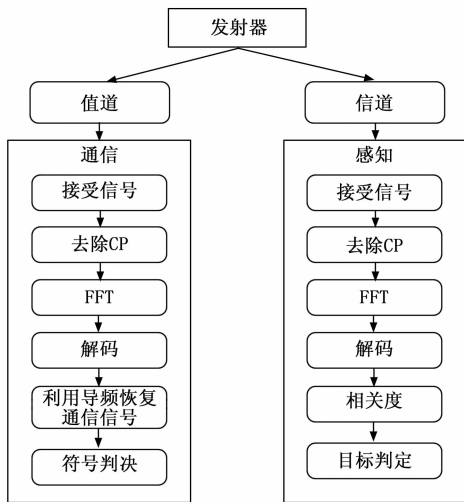 发射器
值道
信道
通信
接受信号
去除CP
FFT
解码
利用导频恢复
通信信号
符号判决
感知
接受信号
去除CP
FFT
解码
相关度
目标判定